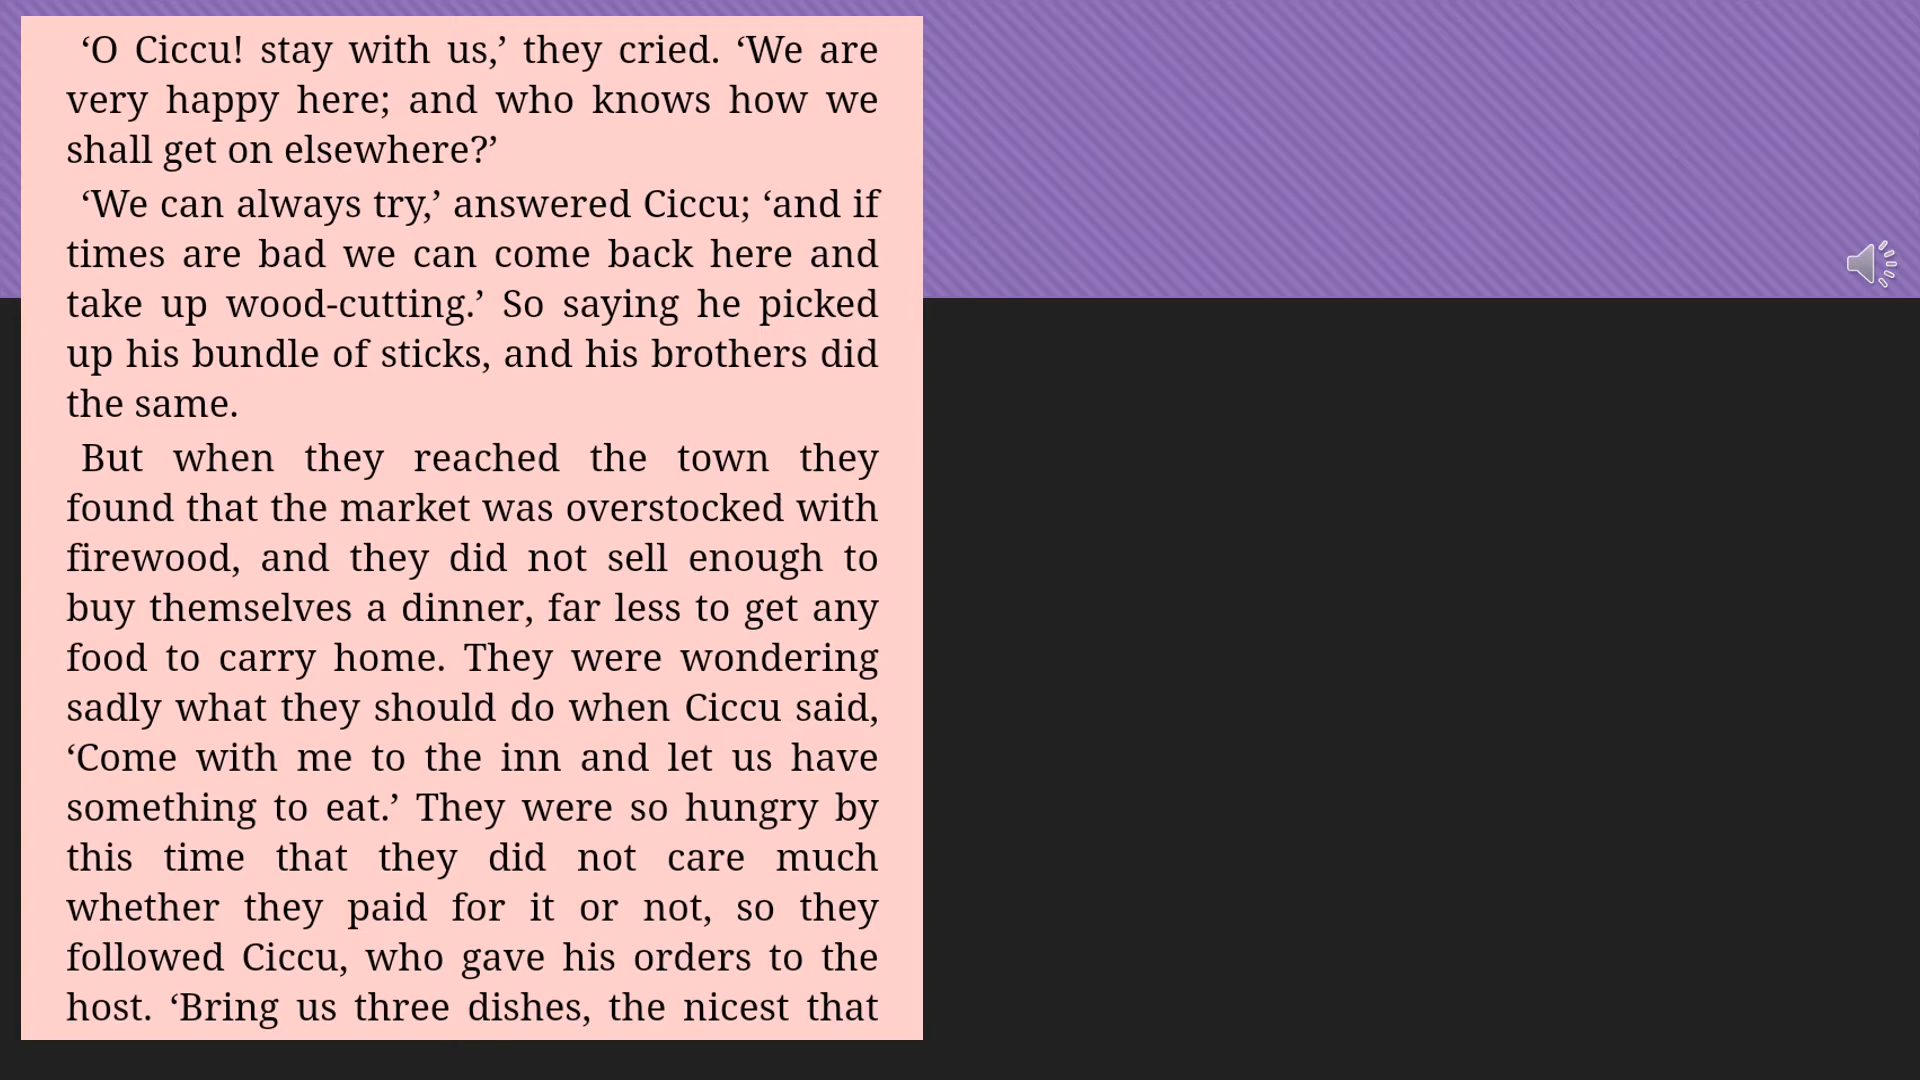 ‘O Ciccu! stay with us,’ they cried. ‘We are
very happy here; and who knows how we
shall get on elsewhere?’
‘We can always try,’ answered Ciccu; ‘and if
times are bad we can come back here and
take up wood-cutting.’ So saying he picked
up his bundle of sticks, and his brothers did
the same.
But when they reached the town they
found that the market was overstocked with
firewood, and they did not sell enough to
buy themselves a dinner, far less to get any
food to carry home. They were wondering
sadly what they should do when Ciccu said,
‘Come with me to the inn and let us have
something to eat.’ They were so hungry by
this time that they did not care much
whether they paid for it or not, so they
followed Ciccu, who gave his orders to the
host. ‘Bring us three dishes, the nicest that